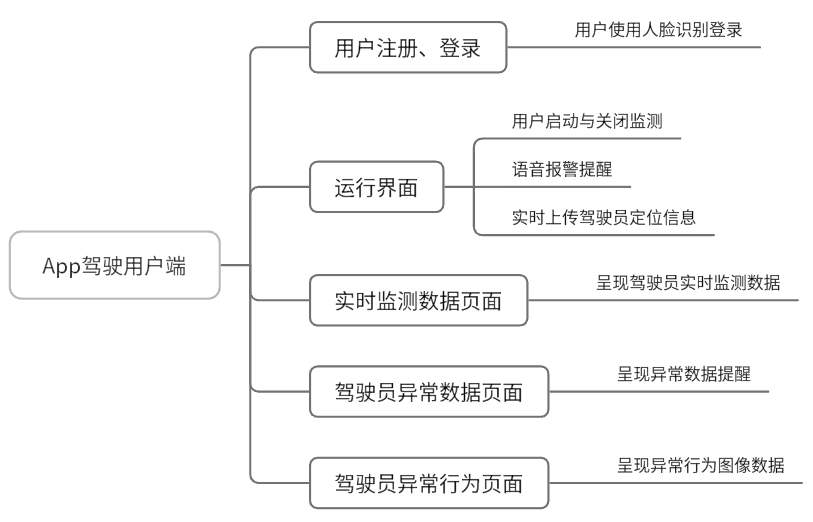 App驾驶用户端
用户注册、登录
用户使用人脸识别登录
运行界面
用户启动与关闭监测
语音报警提醒
实时上传驾驶员定位信息
实时监测数据页面
呈现驾驶员实时监测数据
驾驶员异常数据页面
呈现异常数据提醒
驾驶员异常行为页面
呈现异常行为图像数据